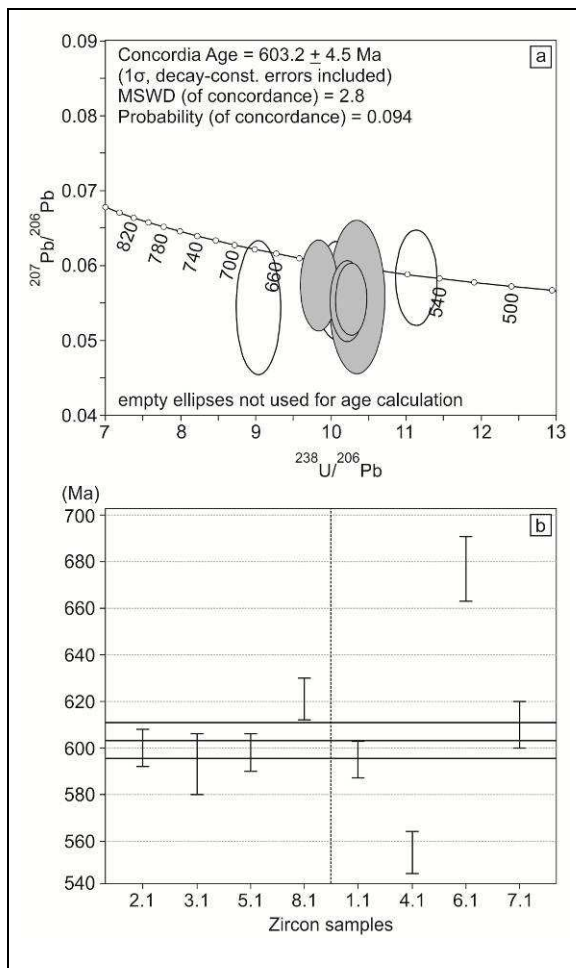 0.09
0.08
0.07
0.06
0.05
0.04
²⁰⁷Pb/²⁰⁶Pb
Concordia Age = 603.2 ± 4.5 Ma
(1σ, decay-const. errors included)
MSWD (of concordance) = 2.8
Probability (of concordance) = 0.094
a
820
780
740
700
660
540
500
empty ellipses not used for age calculation
7 8 9 10 11 12 13
²³⁸U/²⁰⁶Pb
(Ma)
b
700
680
660
640
620
600
580
560
540
2.1 3.1 5.1 8.1 1.1 4.1 6.1 7.1
Zircon samples